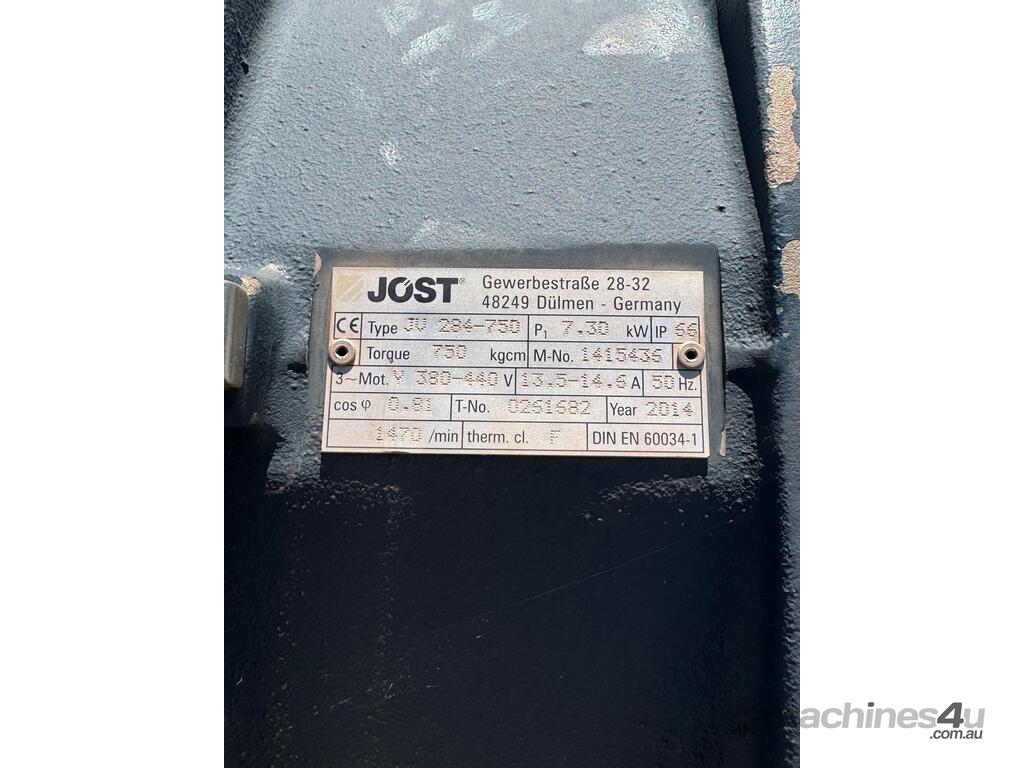 JÖST® Gewerbestraße 28-32
48249 Dülmen - Germany
CE Type JV 284-750 P1 7.30 kW IP 66
Torque 750 kgcm M-No. 1415436
3~Mot. Y 380-440 V 13.5-14.6 A 50 Hz.
cos φ 0.81 T-No. 0261682 Year 2014
1470 /min therm. cl. F DIN EN 60034-1
machines4u
.com.au